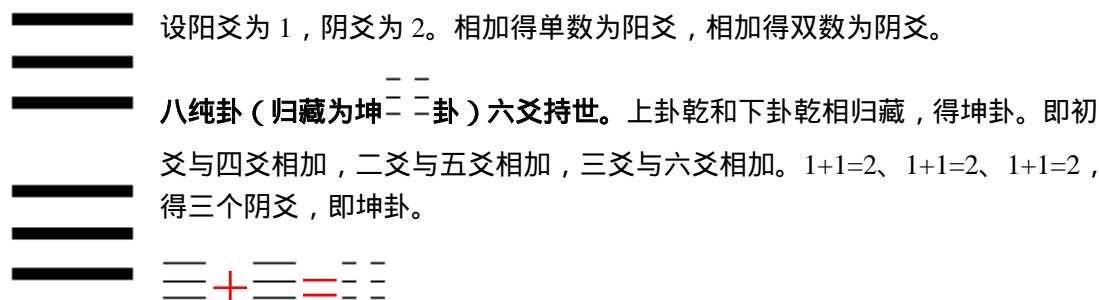 设阳爻为 1，阴爻为 2。相加得单数为阳爻，相加得双数为阴爻。
八纯卦（归藏为坤☷卦）六爻持世。上卦乾和下卦乾相归藏，得坤卦。即初
爻与四爻相加，二爻与五爻相加，三爻与六爻相加。1+1=2、1+1=2、1+1=2，
得三个阴爻，即坤卦。
☰+☰=☷